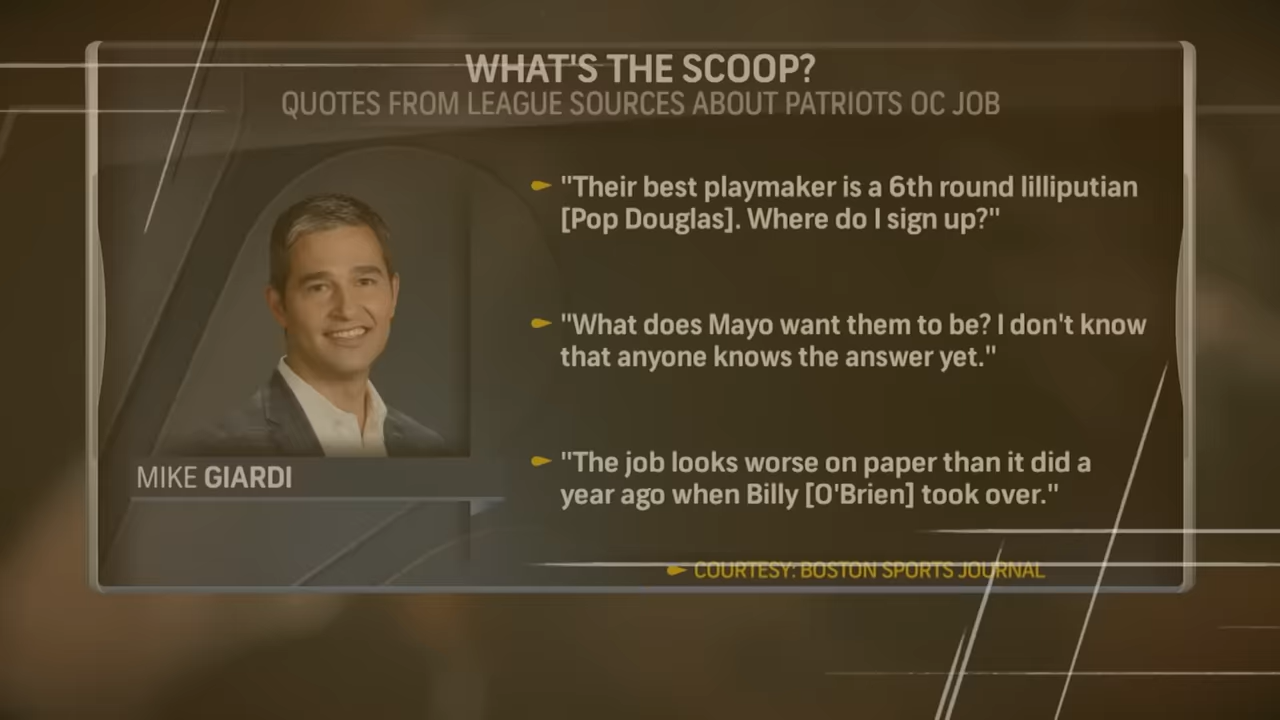 WHAT'S THE SCOOP?
QUOTES FROM LEAGUE SOURCES ABOUT PATRIOTS OC JOB
"Their best playmaker is a 6th round lilliputian
[Pop Douglas]. Where do I sign up?"
"What does Mayo want them to be? I don't know
that anyone knows the answer yet."
"The job looks worse on paper than it did a
year ago when Billy [O'Brien] took over."
MIKE GIARDI
COURTESY: BOSTON SPORTS JOURNAL